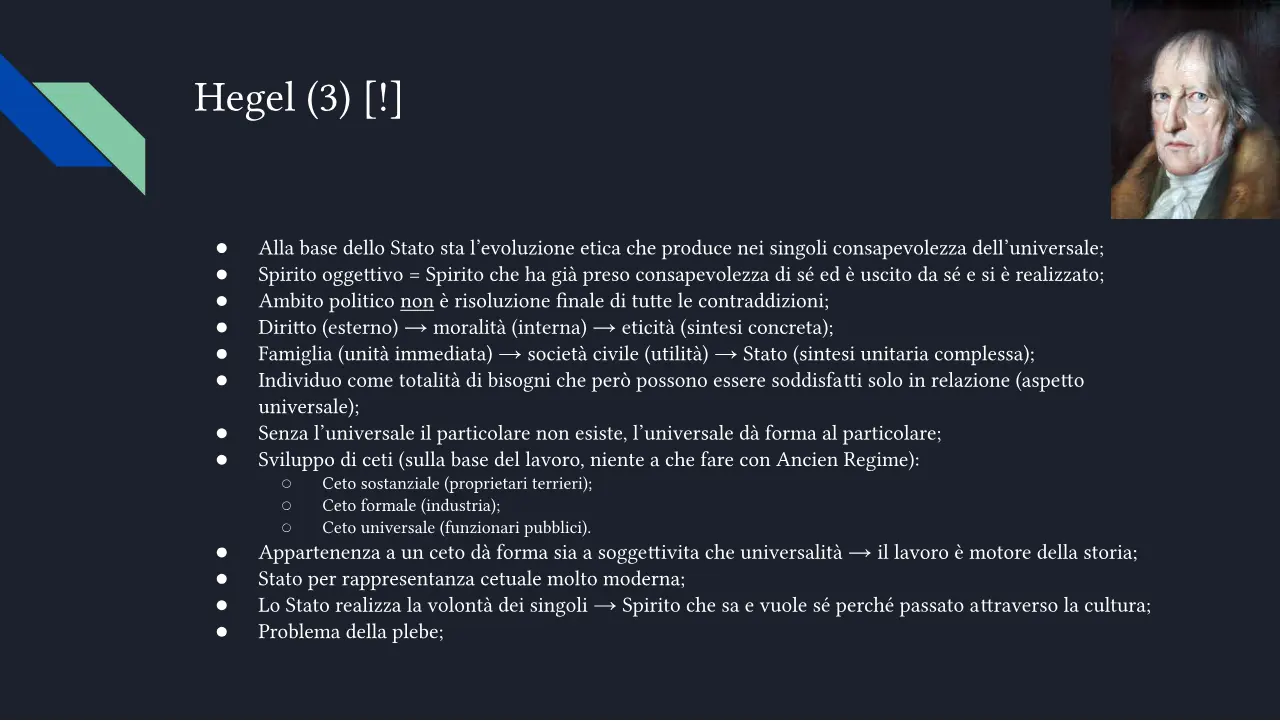 Hegel (3) [!]
● Alla base dello Stato sta l'evoluzione etica che produce nei singoli consapevolezza dell'universale;
● Spirito oggettivo = Spirito che ha già preso consapevolezza di sé ed è uscito da sé e si è realizzato;
● Ambito politico non è risoluzione finale di tutte le contraddizioni;
● Diritto (esterno) → moralità (interna) → eticità (sintesi concreta);
● Famiglia (unità immediata) → società civile (utilità) → Stato (sintesi unitaria complessa);
● Individuo come totalità di bisogni che però possono essere soddisfatti solo in relazione (aspetto
universale);
● Senza l'universale il particolare non esiste, l'universale dà forma al particolare;
● Sviluppo di ceti (sulla base del lavoro, niente a che fare con Ancien Regime):
○ Ceto sostanziale (proprietari terrieri);
○ Ceto formale (industria);
○ Ceto universale (funzionari pubblici).
● Appartenenza a un ceto dà forma sia a soggettivita che universalità → il lavoro è motore della storia;
● Stato per rappresentanza cetuale molto moderna;
● Lo Stato realizza la volontà dei singoli → Spirito che sa e vuole sé perché passato attraverso la cultura;
● Problema della plebe;